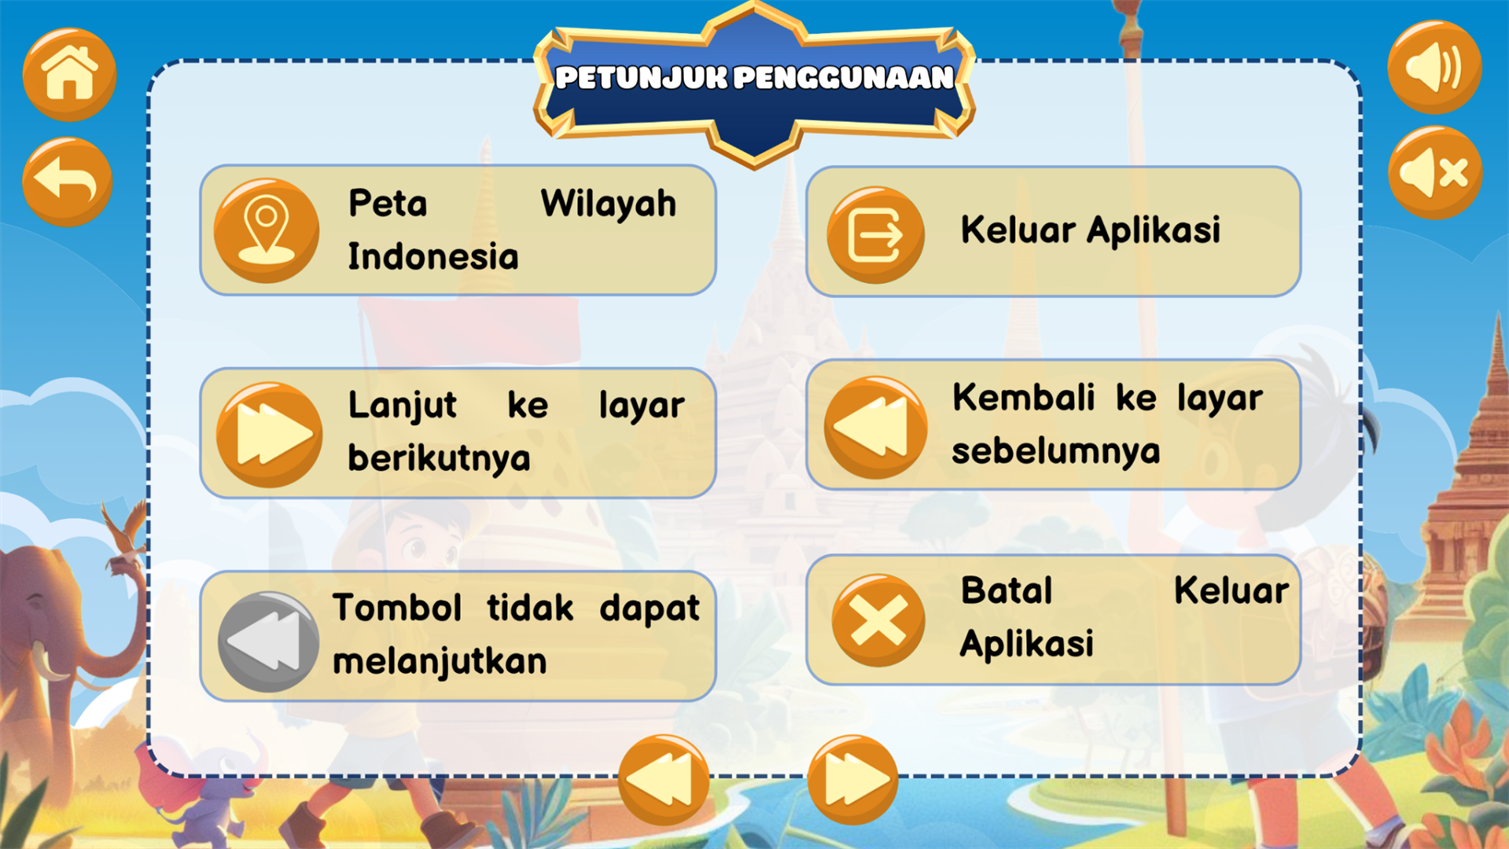 PETUNJUK PENGGUNAAN
Peta Wilayah
Indonesia
Keluar Aplikasi
Lanjut ke layar
berikutnya
Kembali ke layar
sebelumnya
Tombol tidak dapat
melanjutkan
Batal Keluar
Aplikasi